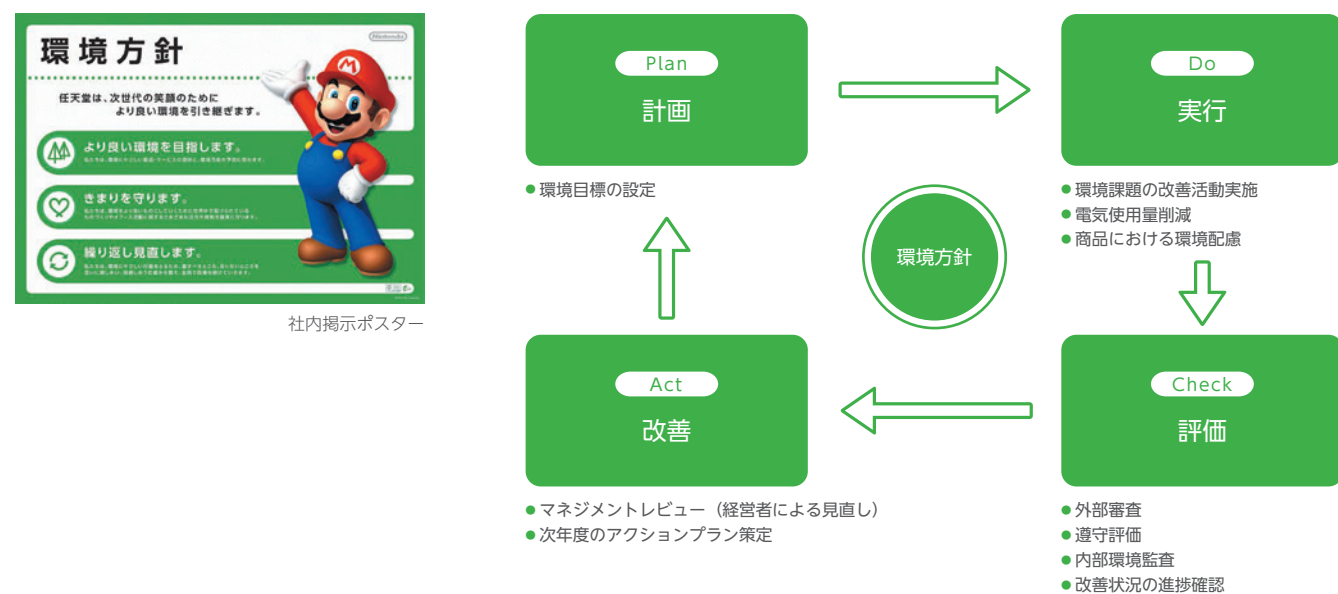 環境方針
Nintendo
任天堂は、次世代の笑顔のために
より良い環境を引き継ぎます。
より良い環境を目指します。
きまりを守ります。
繰り返し見直します。
社内掲示ポスター
Plan
計画
● 環境目標の設定
Do
実行
● 環境課題の改善活動実施
● 電気使用量削減
● 商品における環境配慮
環境方針
Act
改善
● マネジメントレビュー（経営者による見直し）
● 次年度のアクションプラン策定
Check
評価
● 外部審査
● 遵守評価
● 内部環境監査
● 改善状況の進捗確認